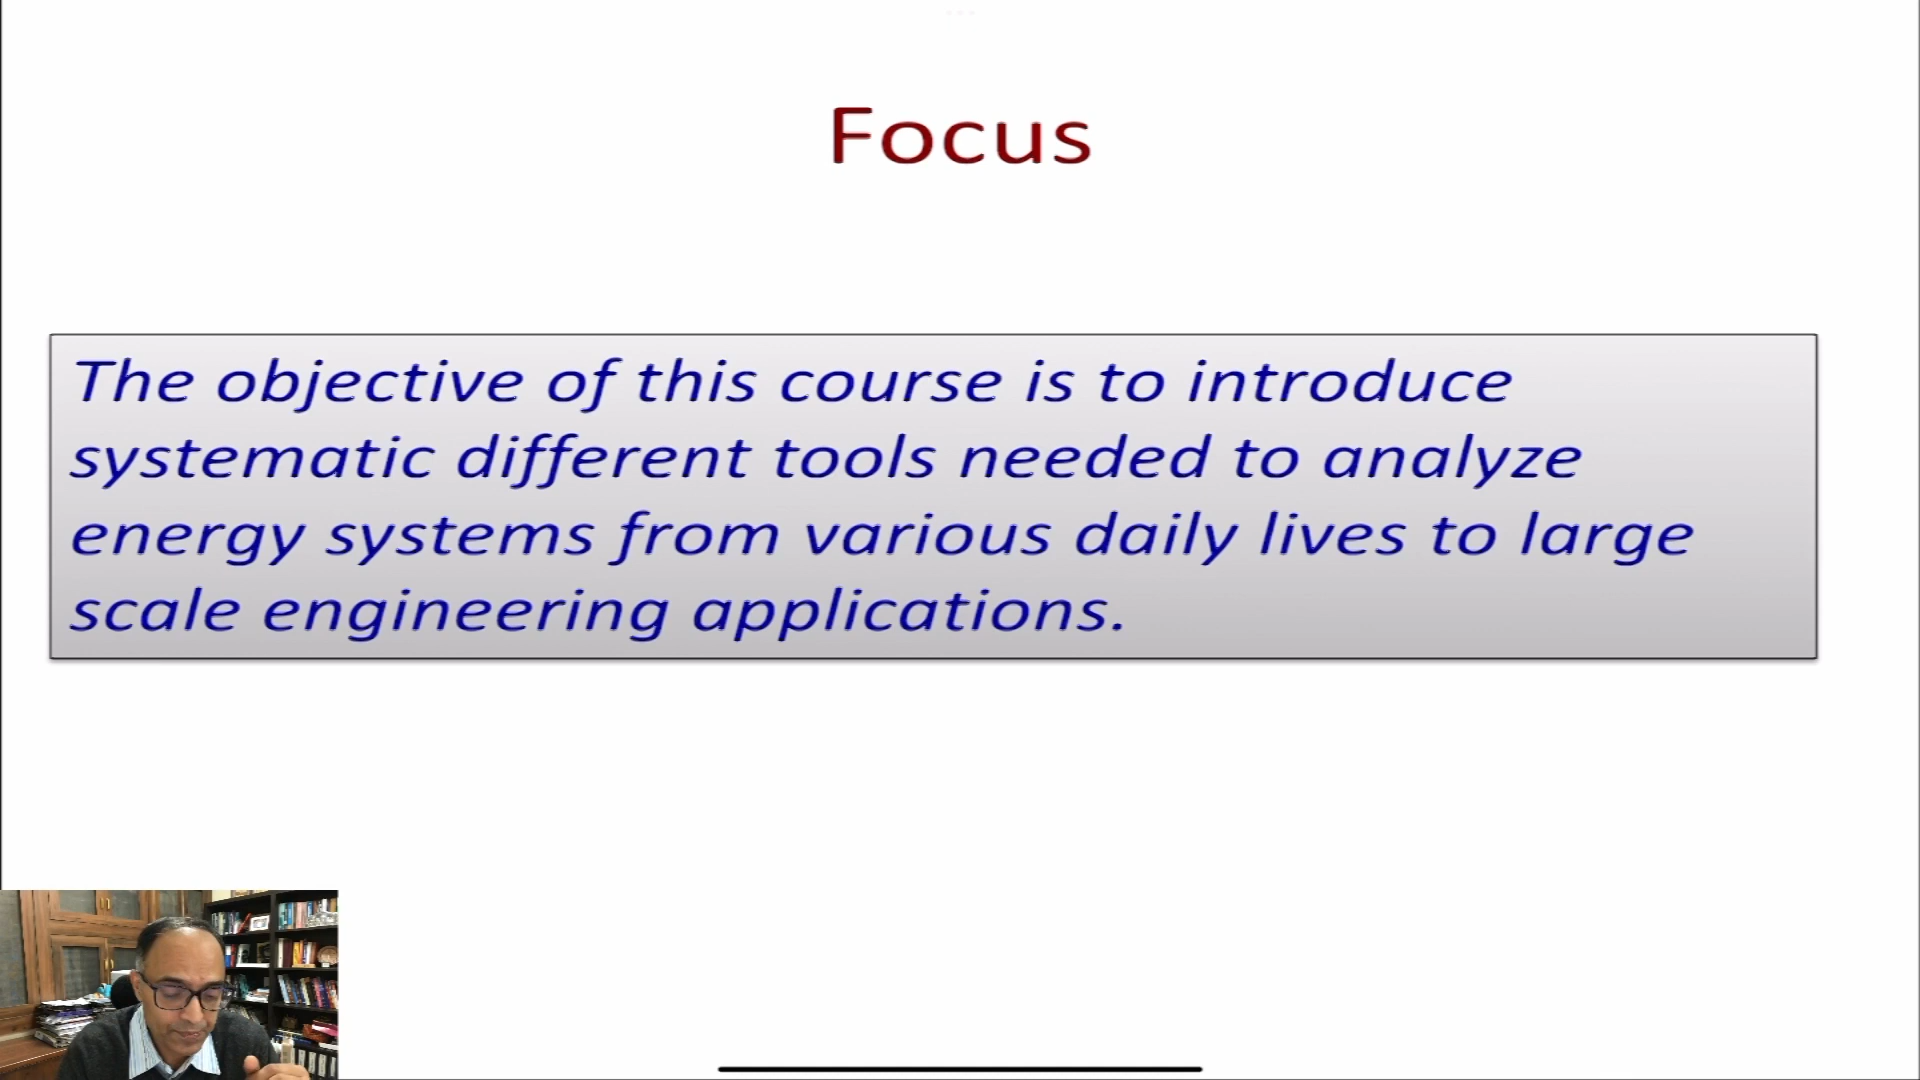 Focus
The objective of this course is to introduce
systematic different tools needed to analyze
energy systems from various daily lives to large
scale engineering applications.